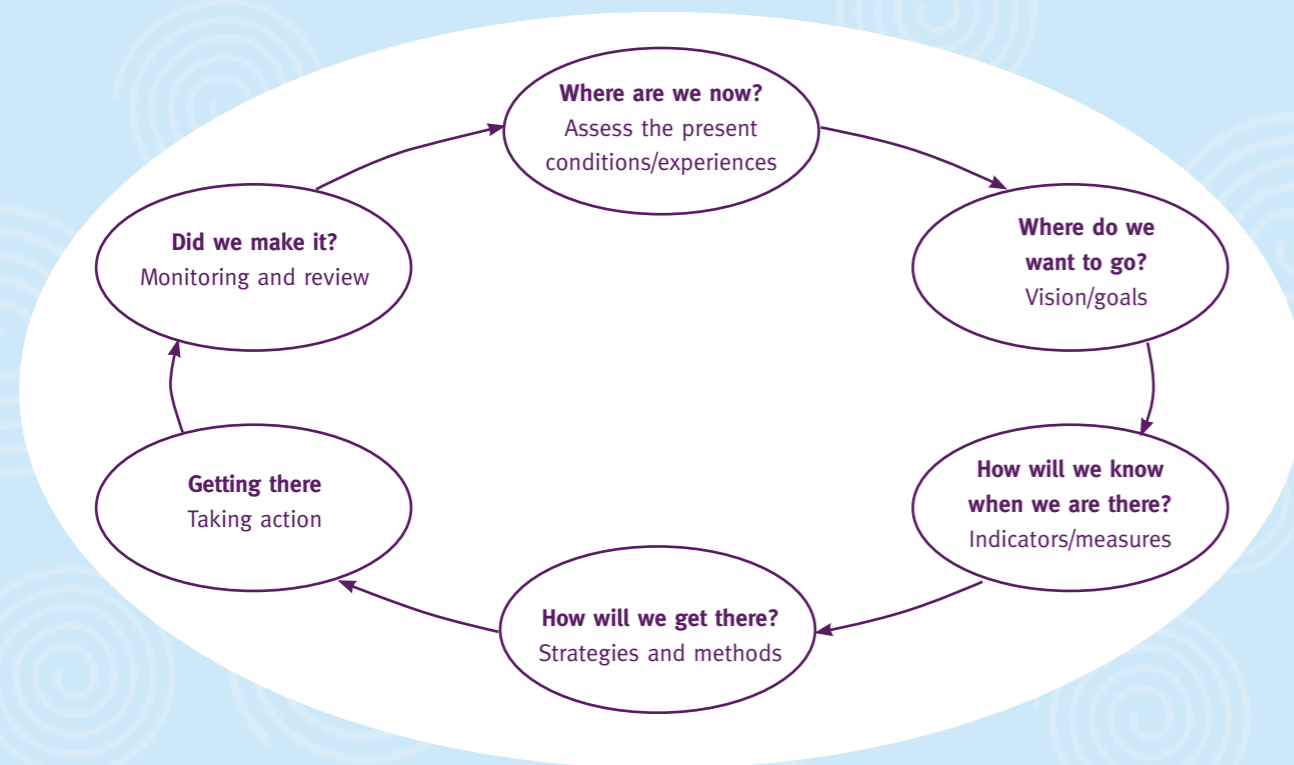 Where are we now?
Assess the present
conditions/experiences
Where do we
want to go?
Vision/goals
How will we know
when we are there?
Indicators/measures
How will we get there?
Strategies and methods
Getting there
Taking action
Did we make it?
Monitoring and review